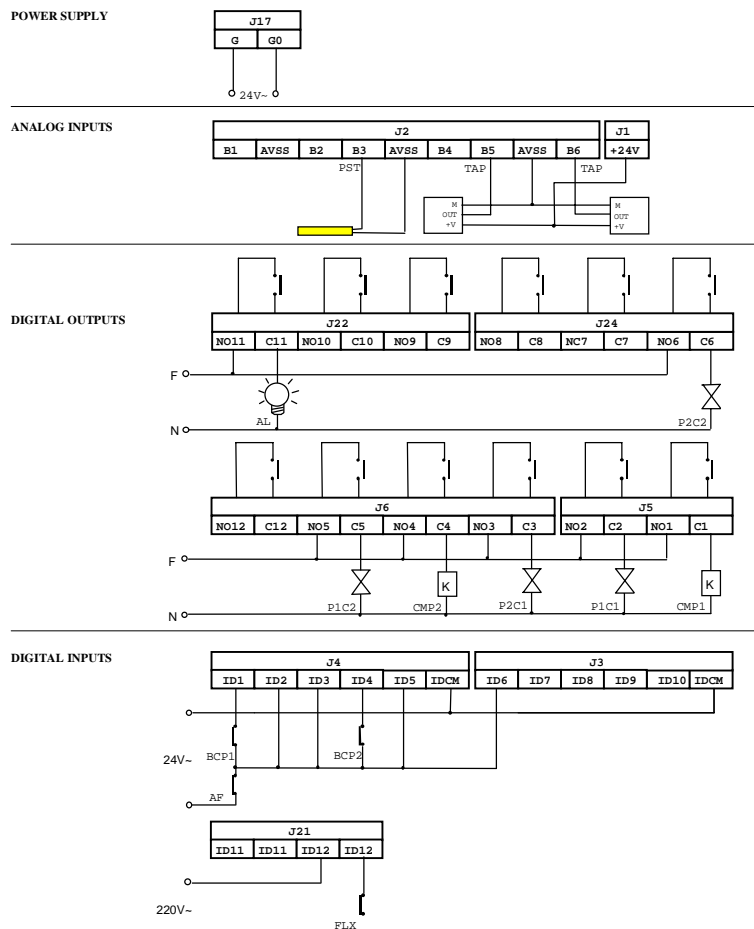 POWER SUPPLY
J17
G G0
24V~
ANALOG INPUTS
J2 J1
B1 AVSS B2 B3 AVSS B4 B5 AVSS B6 +24V
PST TAP TAP
M M
OUT OUT
+V +V
DIGITAL OUTPUTS
J22 J24
NO11 C11 NO10 C10 NO9 C9 NO8 C8 NC7 C7 NO6 C6
F
AL P2C2
N
J6 J5
NO12 C12 NO5 C5 NO4 C4 NO3 C3 NO2 C2 NO1 C1
F
K K
P1C2 CMP2 P2C1 P1C1 CMP1
N
DIGITAL INPUTS
J4 J3
ID1 ID2 ID3 ID4 ID5 IDCM ID6 ID7 ID8 ID9 ID10 IDCM
24V~ BCP1 BCP2
AF
J21
ID11 ID11 ID12 ID12
220V~
FLX